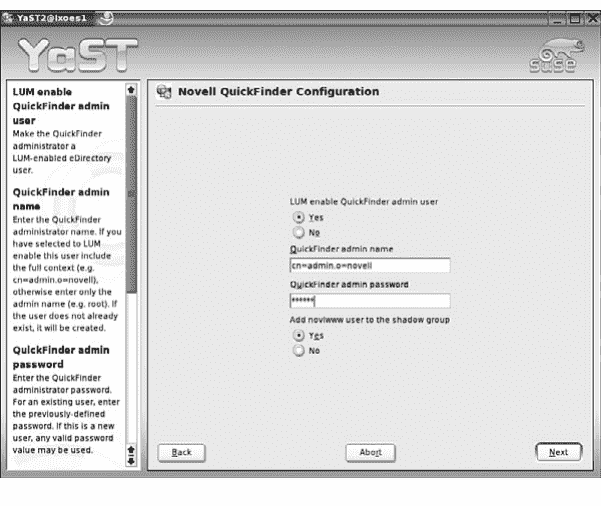 YaST2@lxoes1
YaST
suse
LUM enable
QuickFinder admin
user
Make the QuickFinder
administrator a
LUM-enabled eDirectory
user.
QuickFinder admin
name
Enter the QuickFinder
administrator name. If you
have selected to LUM
enable this user include
the full context (e.g.
cn=admin.o=novell),
otherwise enter only the
admin name (e.g. root). If
the user does not already
exist, it will be created.
QuickFinder admin
password
Enter the QuickFinder
administrator password.
For an existing user, enter
the previously-defined
password. If this is a new
user, any valid password
value may be used.
Novell QuickFinder Configuration
LUM enable QuickFinder admin user
Yes
No
QuickFinder admin name
cn=admin.o=novell
QuickFinder admin password
******
Add novlwww user to the shadow group
Yes
No
Back
Abort
Next